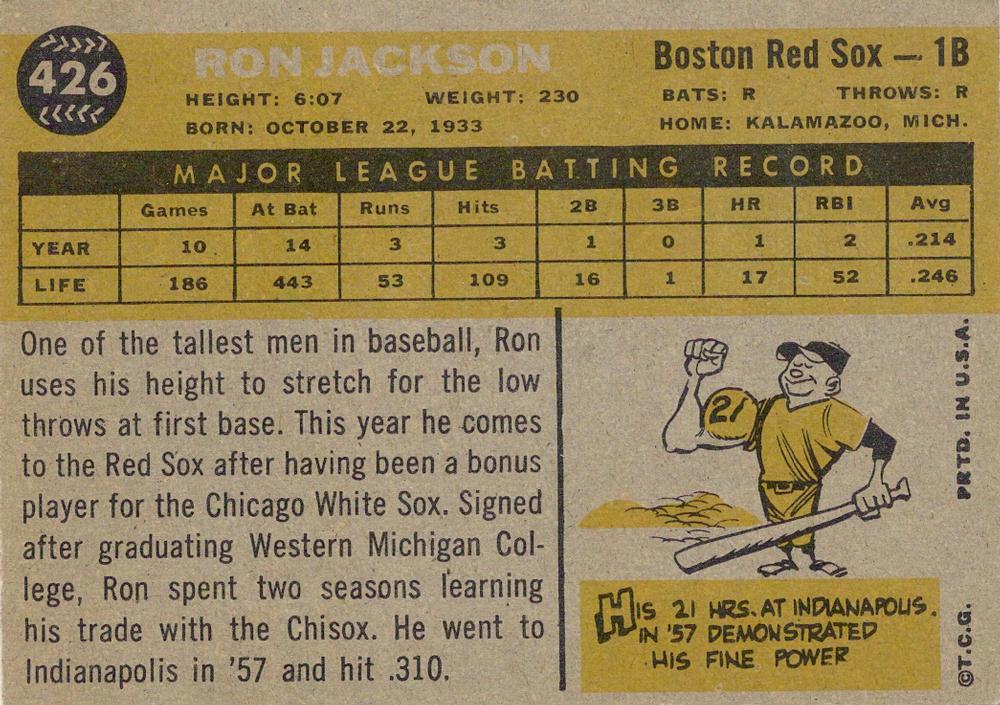 426
RON JACKSON
Boston Red Sox — 1B
HEIGHT: 6:07 WEIGHT: 230 BATS: R THROWS: R
BORN: OCTOBER 22, 1933 HOME: KALAMAZOO, MICH.
MAJOR LEAGUE BATTING RECORD
Games At Bat Runs Hits 2B 3B HR RBI Avg
YEAR 10 14 3 3 1 0 1 2 .214
LIFE 186 443 53 109 16 1 17 52 .246
One of the tallest men in baseball, Ron
uses his height to stretch for the low
throws at first base. This year he comes
to the Red Sox after having been a bonus
player for the Chicago White Sox. Signed
after graduating Western Michigan Col-
lege, Ron spent two seasons learning
his trade with the Chisox. He went to
Indianapolis in '57 and hit .310.
21
HIS 21 HRS. AT INDIANAPOLIS.
IN '57 DEMONSTRATED
HIS FINE POWER
©T.C.G. PRTD. IN U.S.A.